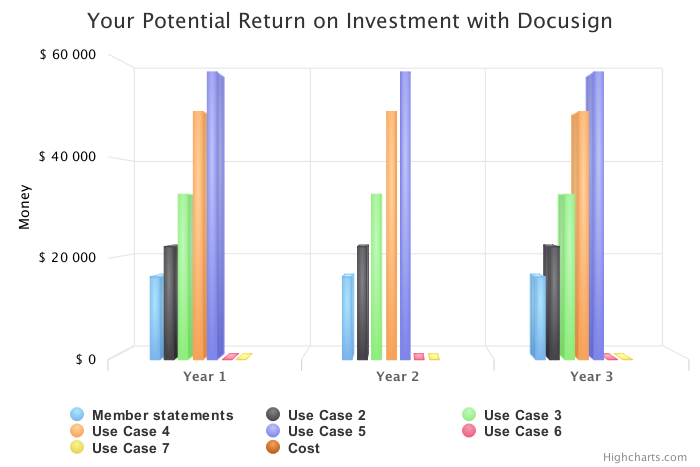 Your Potential Return on Investment with Docusign
$ 60 000
$ 40 000
$ 20 000
$ 0
Money
Year 1
Year 2
Year 3
Member statements
Use Case 2
Use Case 3
Use Case 4
Use Case 5
Use Case 6
Use Case 7
Cost
Highcharts.com